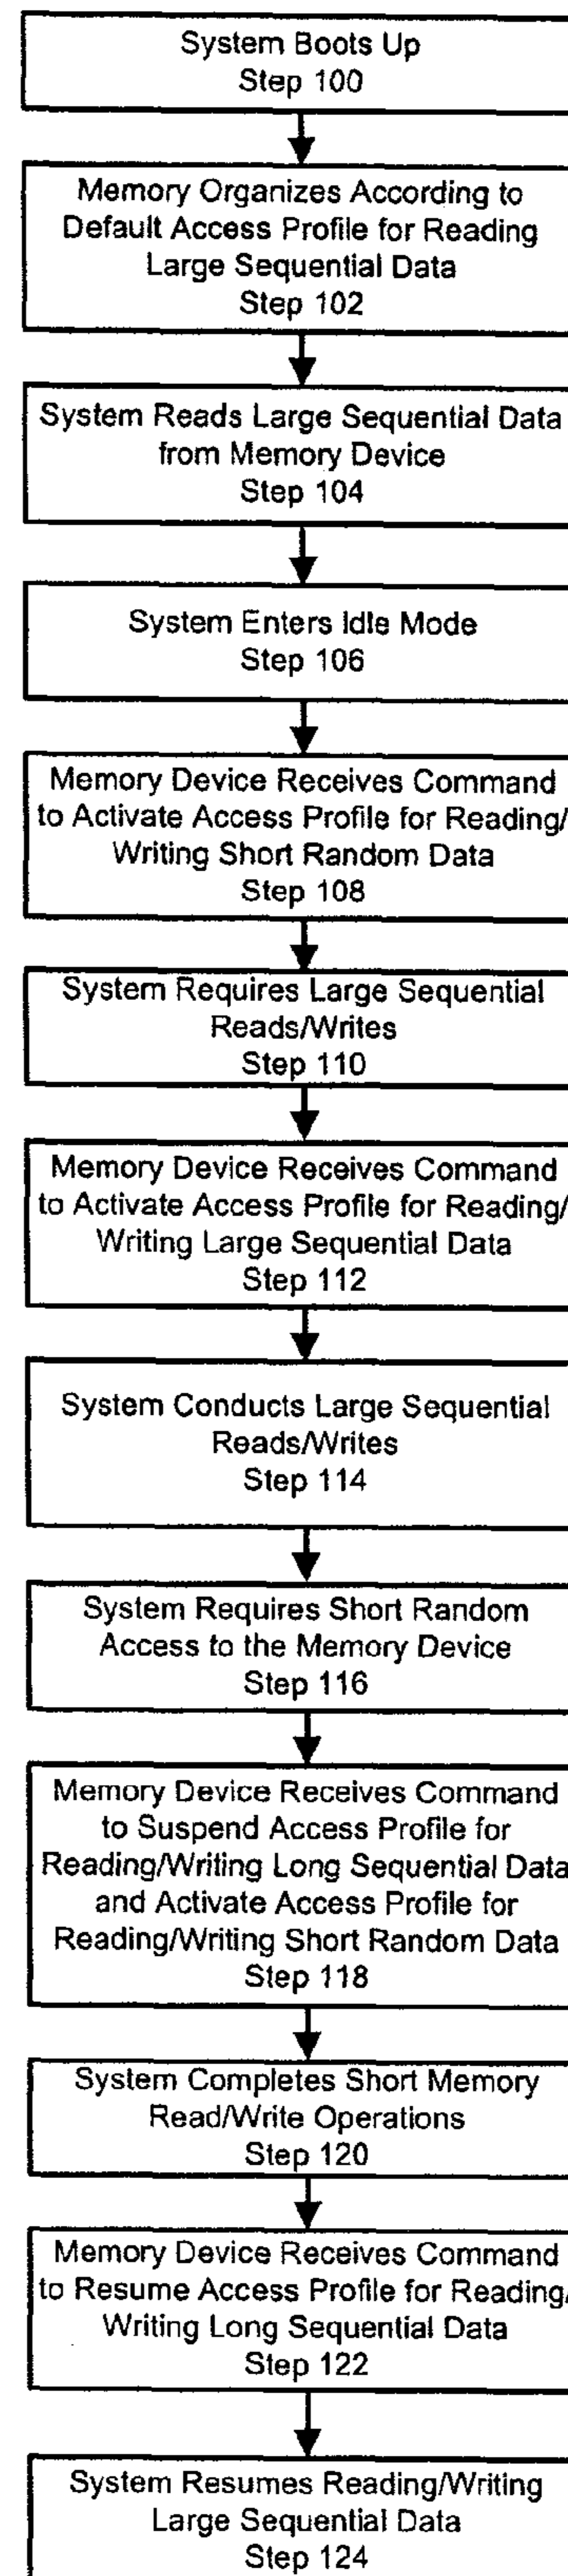 System Boots Up
Step 100
Memory Organizes According to
Default Access Profile for Reading
Large Sequential Data
Step 102
System Reads Large Sequential Data
from Memory Device
Step 104
System Enters Idle Mode
Step 106
Memory Device Receives Command
to Activate Access Profile for Reading/
Writing Short Random Data
Step 108
System Requires Large Sequential
Reads/Writes
Step 110
Memory Device Receives Command
to Activate Access Profile for Reading/
Writing Large Sequential Data
Step 112
System Conducts Large Sequential
Reads/Writes
Step 114
System Requires Short Random
Access to the Memory Device
Step 116
Memory Device Receives Command
to Suspend Access Profile for
Reading/Writing Long Sequential Data
and Activate Access Profile for
Reading/Writing Short Random Data
Step 118
System Completes Short Memory
Read/Write Operations
Step 120
Memory Device Receives Command
to Resume Access Profile for Reading/
Writing Long Sequential Data
Step 122
System Resumes Reading/Writing
Large Sequential Data
Step 124